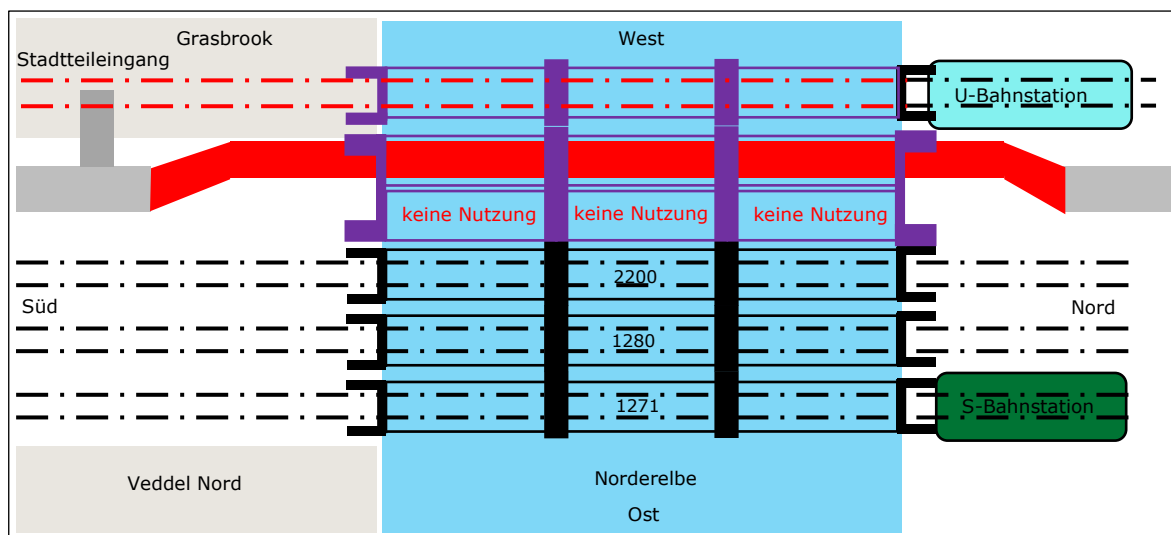 Grasbrook
West
Stadtteileingang
U-Bahnstation
keine Nutzung
keine Nutzung
keine Nutzung
2200
Süd
Nord
1280
1271
S-Bahnstation
Veddel Nord
Norderelbe
Ost